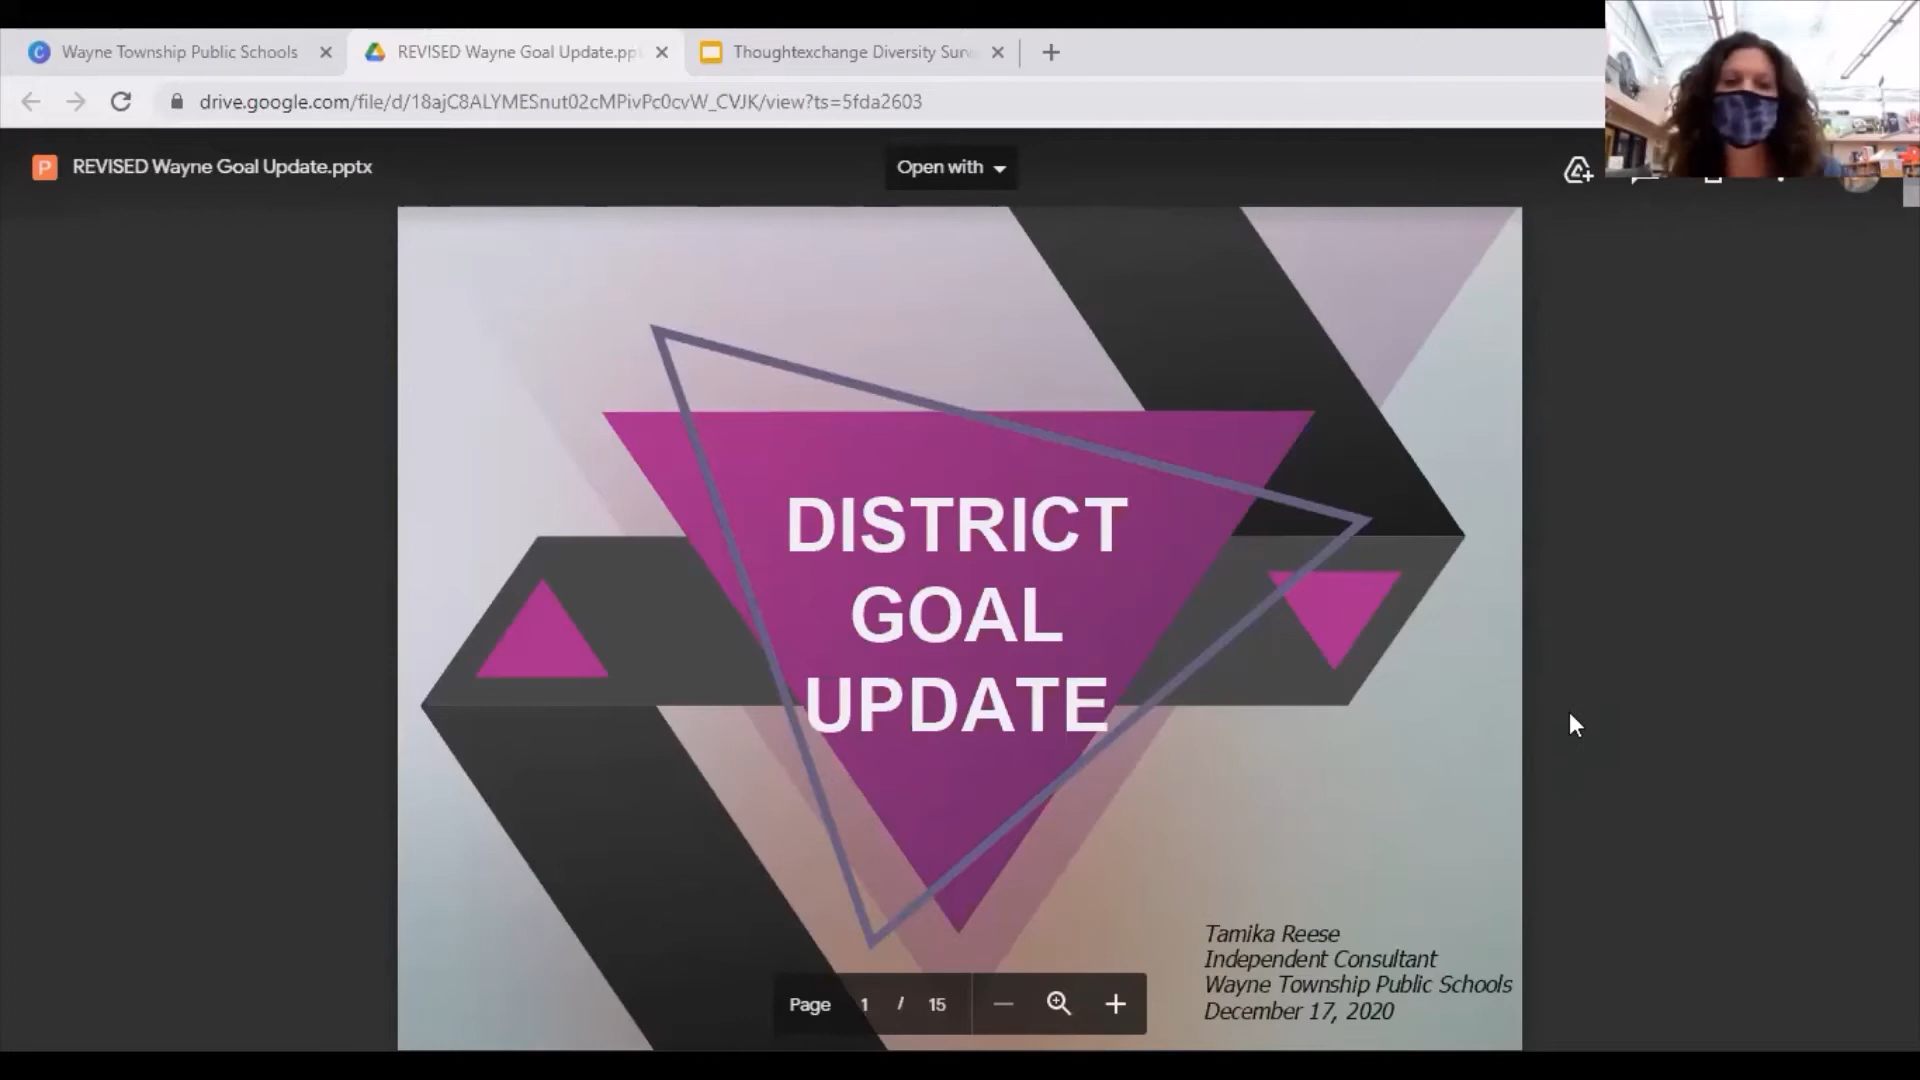 Wayne Township Public Schools
REVISED Wayne Goal Update.ppt
Thoughtexchange Diversity Surv
drive.google.com/file/d/18ajC8ALYMESnut02cMPivPc0cvW_CVJK/view?ts=5fda2603
P REVISED Wayne Goal Update.pptx
Open with
DISTRICT
GOAL
UPDATE
Tamika Reese
Independent Consultant
Wayne Township Public Schools
December 17, 2020
Page 1 / 15